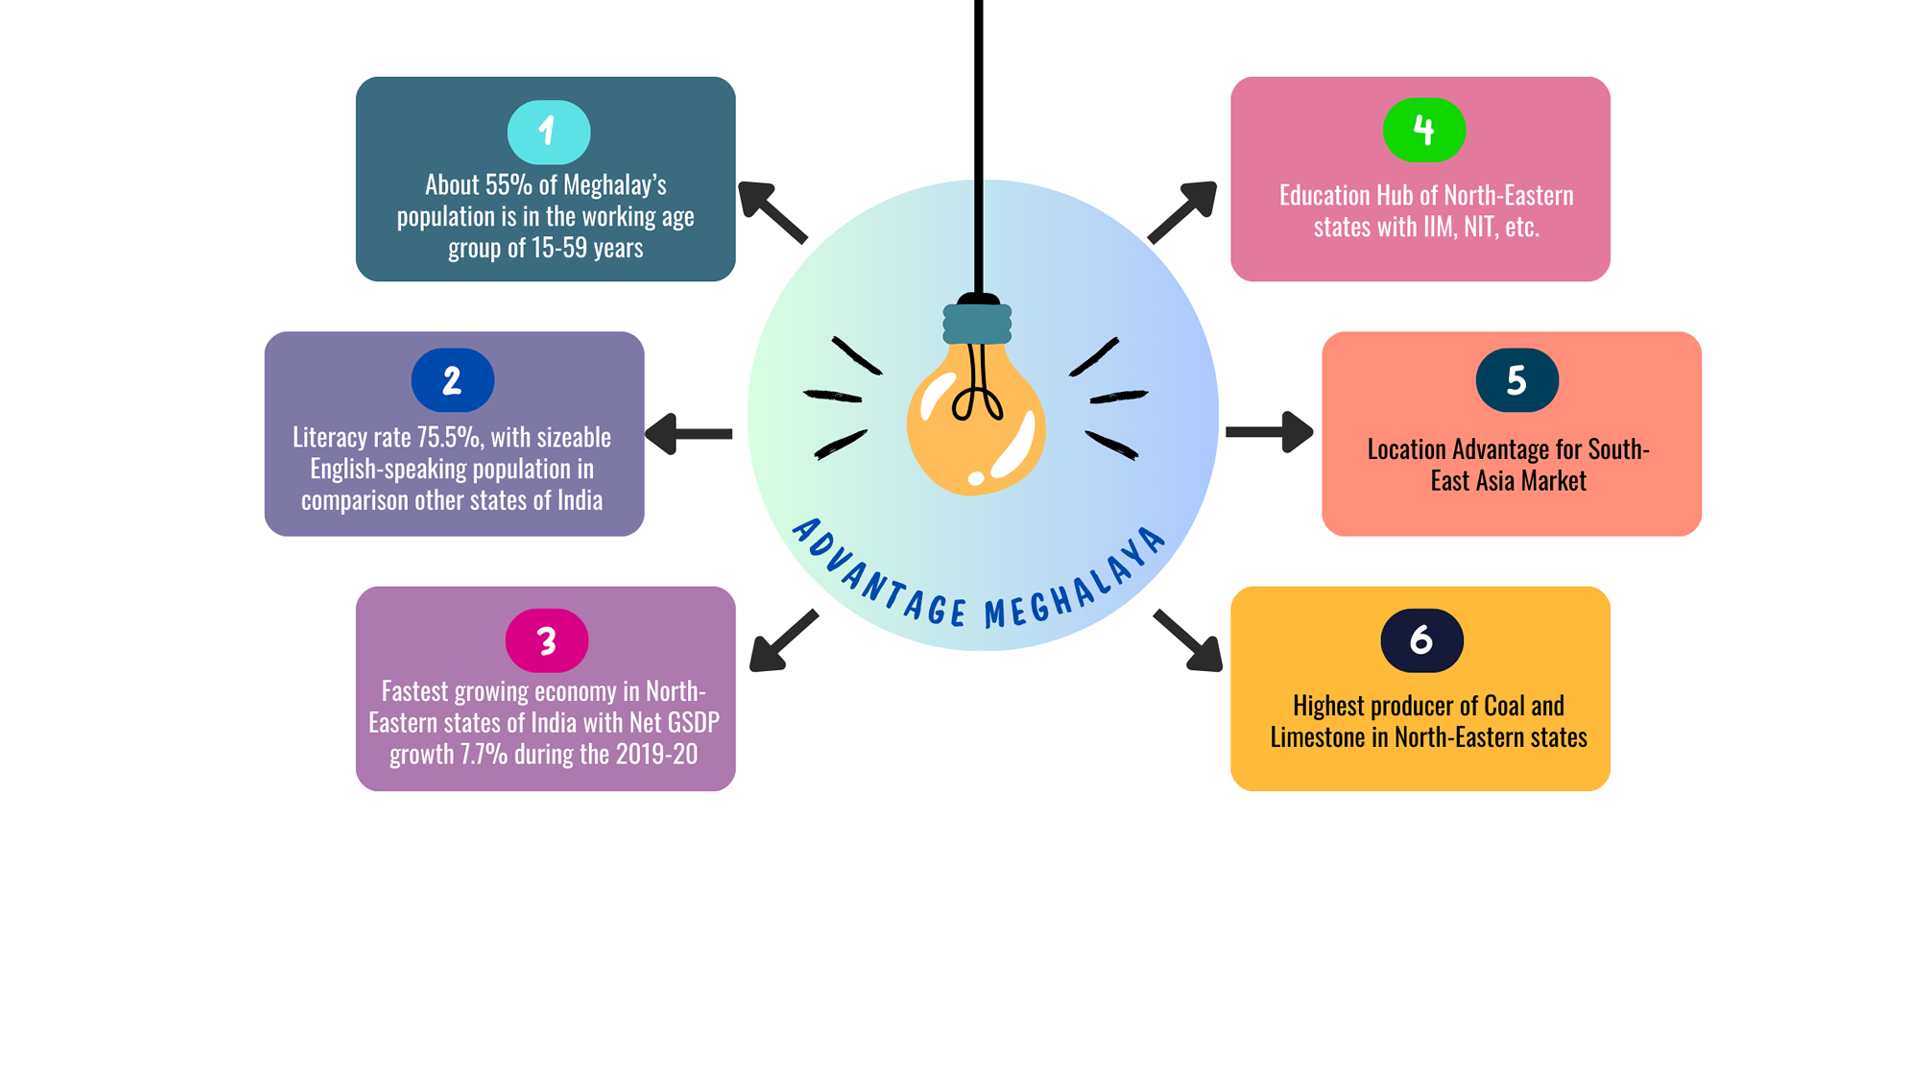 1
About 55% of Meghalay’s
population is in the working age
group of 15-59 years
2
Literacy rate 75.5%, with sizeable
English-speaking population in
comparison other states of India
3
Fastest growing economy in North-
Eastern states of India with Net GSDP
growth 7.7% during the 2019-20
ADVANTAGE MEGHALAYA
4
Education Hub of North-Eastern
states with IIM, NIT, etc.
5
Location Advantage for South-
East Asia Market
6
Highest producer of Coal and
Limestone in North-Eastern states